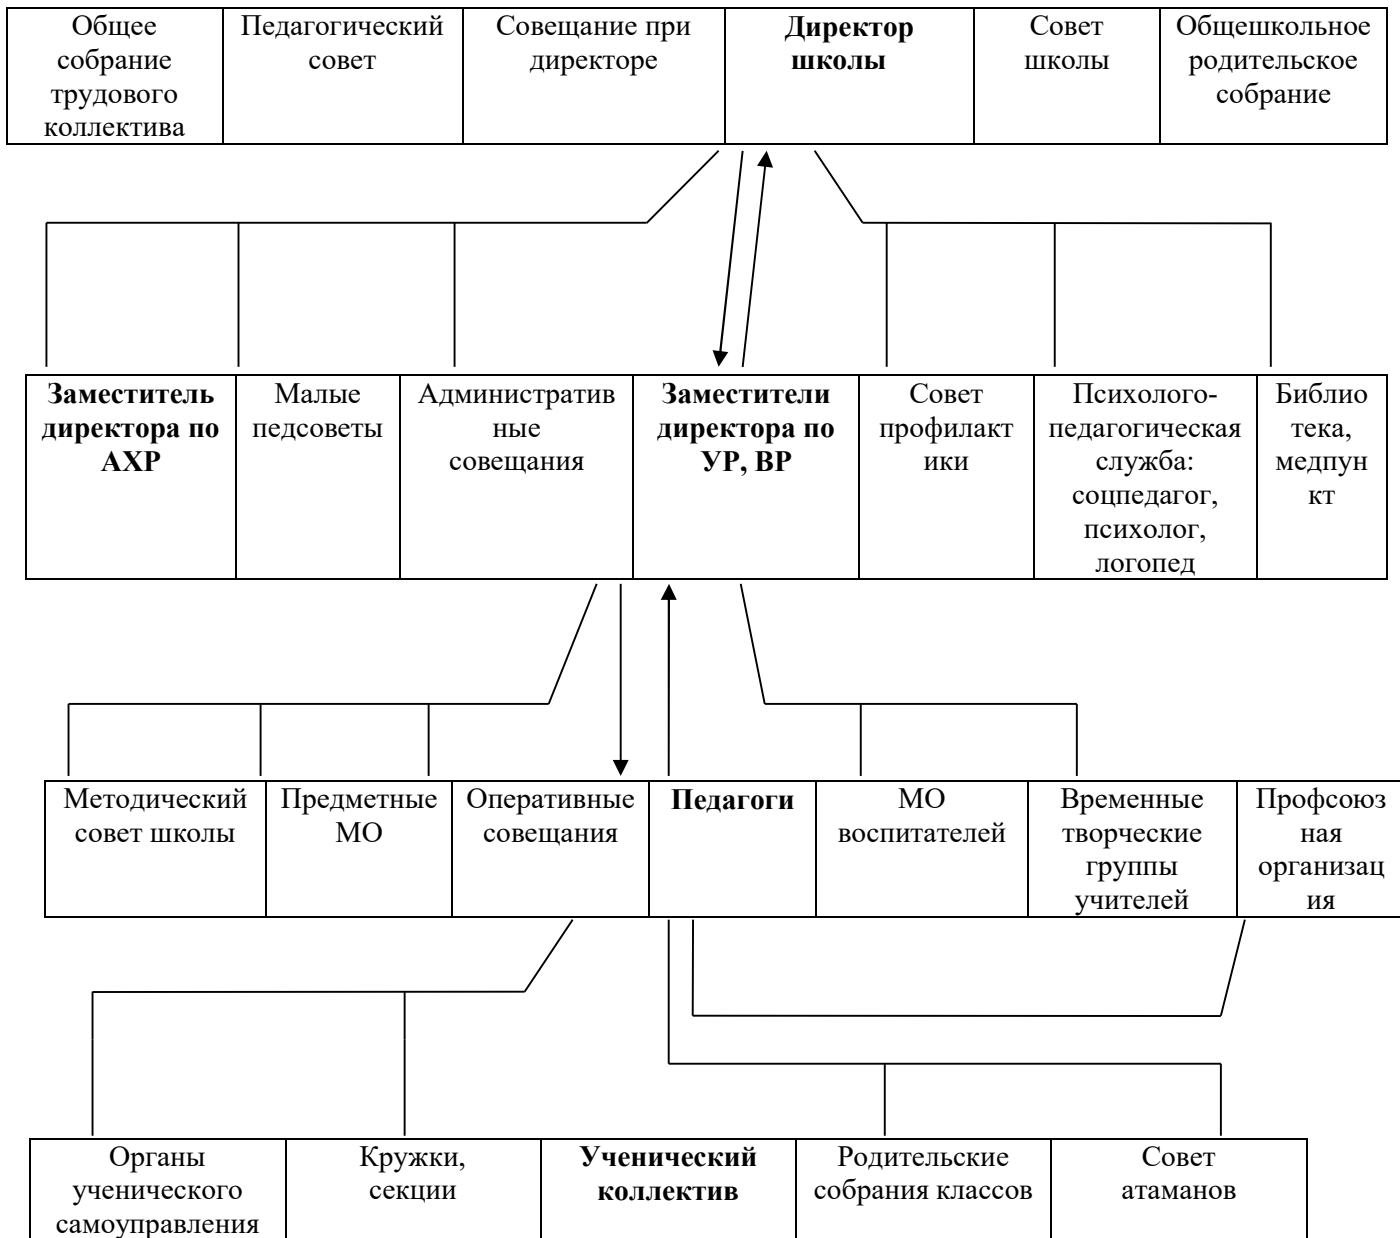 Общее
собрание
трудового
коллектива
Педагогический
совет
Совещание при
директоре
Директор
школы
Совет
школы
Общешкольное
родительское
собрание
Заместитель
директора по
АХР
Малые
педсоветы
Административ
ные
совещания
Заместители
директора по
УР, ВР
Совет
профилакт
ики
Психолого-
педагогическая
служба:
соцпедагог,
психолог,
логопед
Библио
тека,
медпун
кт
Методический
совет школы
Предметные
МО
Оперативные
совещания
Педагоги
МО
воспитателей
Временные
творческие
группы
учителей
Профсоюз
ная
организац
ия
Органы
ученического
самоуправления
Кружки,
секции
Ученический
коллектив
Родительские
собрания классов
Совет
атаманов